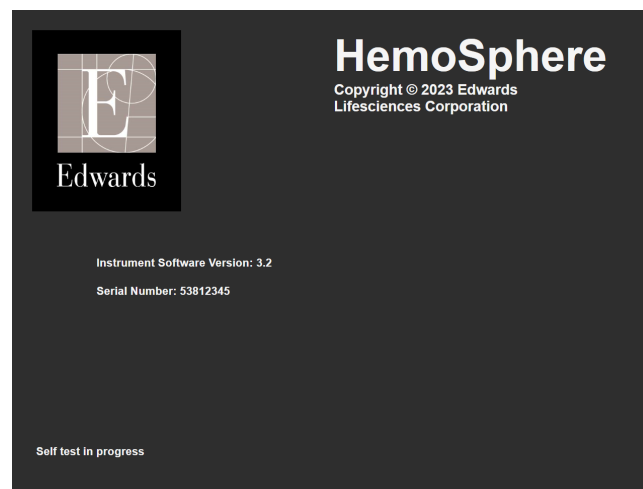 E
Edwards
HemoSphere
Copyright © 2023 Edwards
Lifesciences Corporation
Instrument Software Version: 3.2
Serial Number: 53812345
Self test in progress